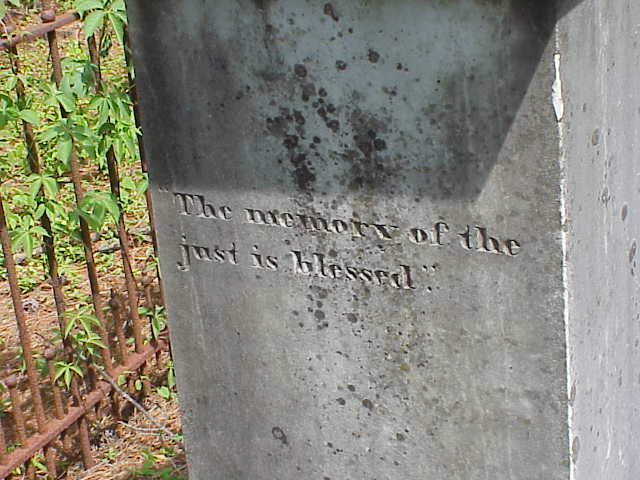 "The memory of the
just is blessed".